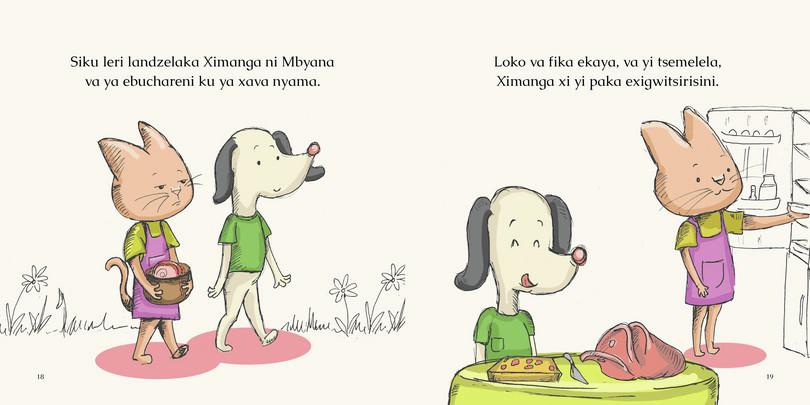 Siku leri landzelaka Ximanga ni Mbyana
va ya ebuchareni ku ya xava nyama.
18
Loko va fika ekaya, va yi tsemelela,
Ximanga xi yi paka exigwitsirisini.
19